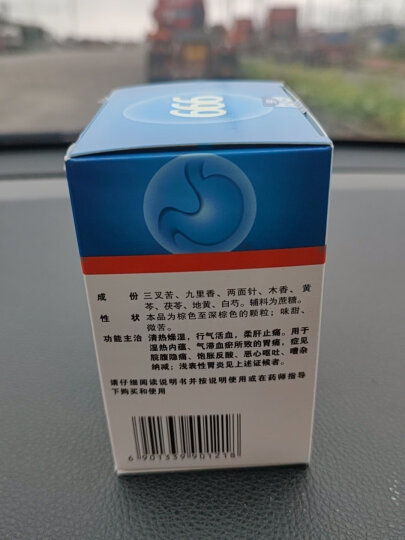 999
成　份 三叉苦、九里香、两面针、木香、黄
芩、茯苓、地黄、白芍。辅料为蔗糖。
性　状 本品为棕色至深棕色的颗粒；味甜、
微苦。
功能主治 清热燥湿，行气活血，柔肝止痛。用于
湿热内蕴、气滞血瘀所致的胃痛，症见
脘腹隐痛、饱胀反酸、恶心呕吐、嘈杂
纳减；浅表性胃炎见上述证候者。
请仔细阅读说明书并按说明使用或在药师指导
下购买和使用
6 901339 901218